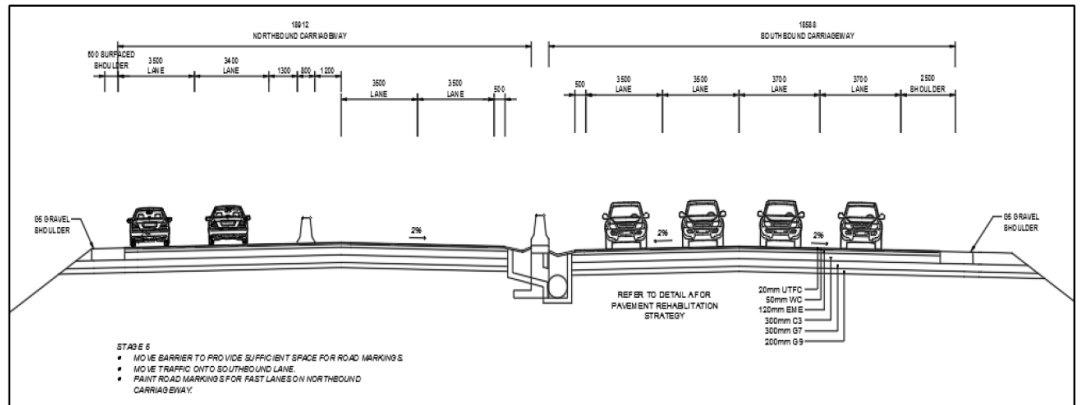 18912
NORTHBOUND CARRIAGEWAY
18588
SOUTHBOUND CARRIAGEWAY
600 SURFACED
SHOULDER
3500
LANE
3400
LANE
1300
800
1200
3500
LANE
3500
LANE
500
500
3500
LANE
3500
LANE
3700
LANE
3700
LANE
2500
SHOULDER
G5 GRAVEL
SHOULDER
2%
2%
2%
G5 GRAVEL
SHOULDER
REFER TO DETAIL A FOR
PAVEMENT REHABILITATION
STRATEGY
20mm UTFC
50mm WC
120mm EME
300mm C3
300mm G7
200mm G9
STAGE 5
• MOVE BARRIER TO PROVIDE SUFFICIENT SPACE FOR ROAD MARKINGS.
• MOVE TRAFFIC ONTO SOUTHBOUND LANE.
• PAINT ROAD MARKINGS FOR FAST LANES ON NORTHBOUND
CARRIAGEWAY.